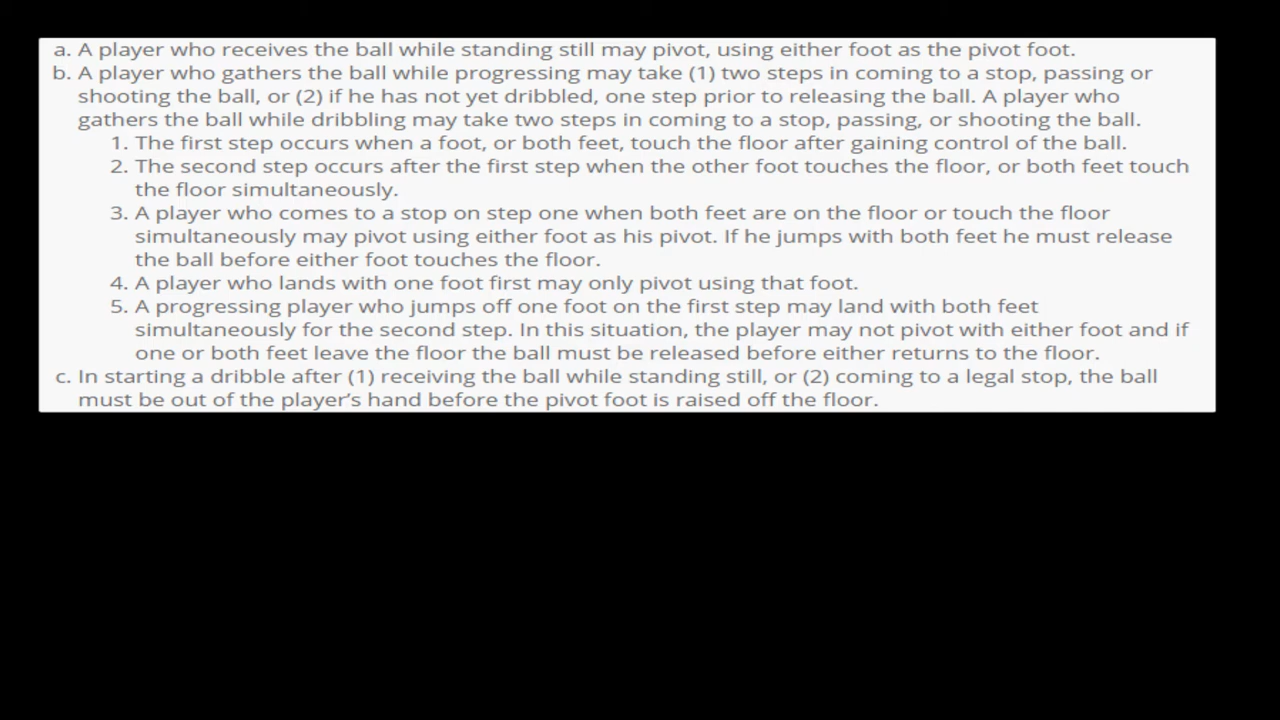 a. A player who receives the ball while standing still may pivot, using either foot as the pivot foot.
b. A player who gathers the ball while progressing may take (1) two steps in coming to a stop, passing or
shooting the ball, or (2) if he has not yet dribbled, one step prior to releasing the ball. A player who
gathers the ball while dribbling may take two steps in coming to a stop, passing, or shooting the ball.
1. The first step occurs when a foot, or both feet, touch the floor after gaining control of the ball.
2. The second step occurs after the first step when the other foot touches the floor, or both feet touch
the floor simultaneously.
3. A player who comes to a stop on step one when both feet are on the floor or touch the floor
simultaneously may pivot using either foot as his pivot. If he jumps with both feet he must release
the ball before either foot touches the floor.
4. A player who lands with one foot first may only pivot using that foot.
5. A progressing player who jumps off one foot on the first step may land with both feet
simultaneously for the second step. In this situation, the player may not pivot with either foot and if
one or both feet leave the floor the ball must be released before either returns to the floor.
c. In starting a dribble after (1) receiving the ball while standing still, or (2) coming to a legal stop, the ball
must be out of the player’s hand before the pivot foot is raised off the floor.